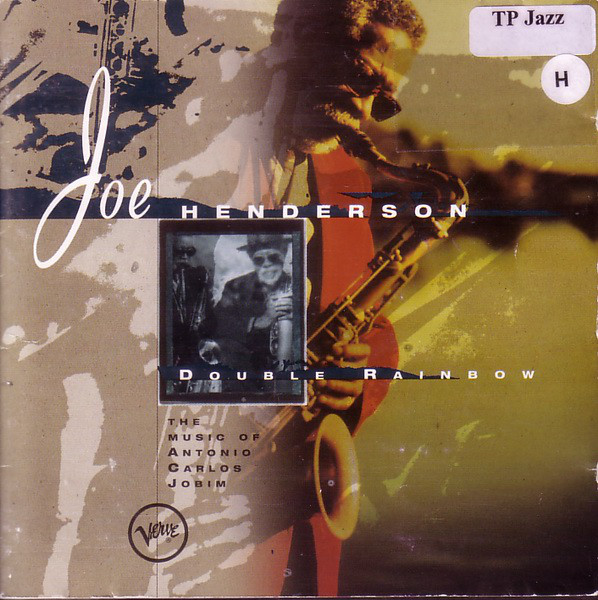 TP Jazz
H
Joe HENDERSON
DOUBLE RAINBOW
THE
MUSIC OF
ANTONIO
CARLOS
JOBIM
VERVE